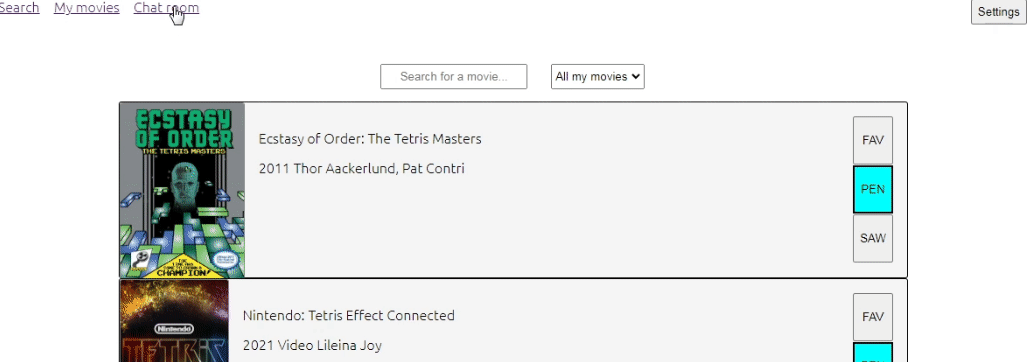 Search My movies Chat room Settings
Search for a movie... All my movies
ECSTASY
OF ORDER
THE TETRIS MASTERS
CHAMPION!
Ecstasy of Order: The Tetris Masters
2011 Thor Aackerlund, Pat Contri
FAV
PEN
SAW
Nintendo
TETRIS
Nintendo: Tetris Effect Connected
2021 Video Lileina Joy
FAV